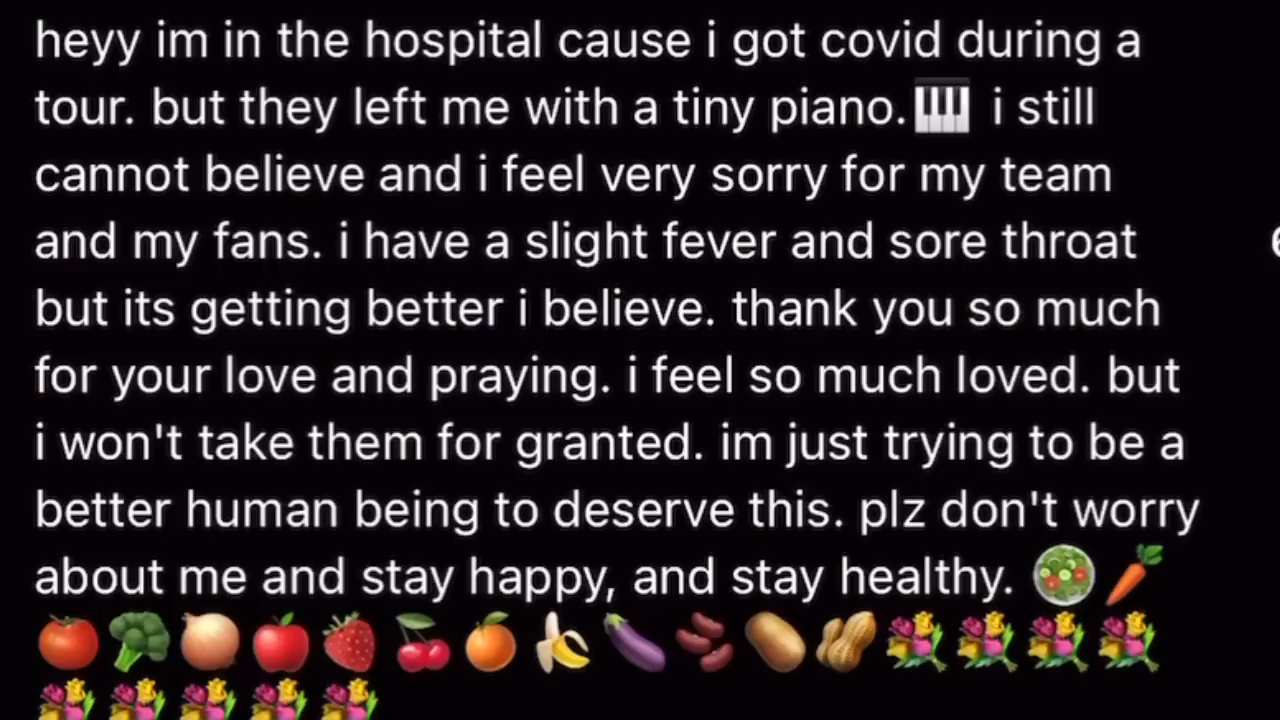 heyy im in the hospital cause i got covid during a
tour. but they left me with a tiny piano.🎹 i still
cannot believe and i feel very sorry for my team
and my fans. i have a slight fever and sore throat
but its getting better i believe. thank you so much
for your love and praying. i feel so much loved. but
i won't take them for granted. im just trying to be a
better human being to deserve this. plz don't worry
about me and stay happy, and stay healthy. 🥗🥕
🍅🥦🧅🍎🍓🍒🍊🍌🍆🫘🥔🥜💐💐💐💐
💐💐💐💐💐